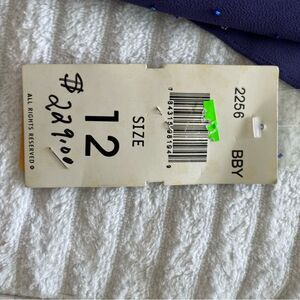 2256
BBY
SIZE
12
$229.00
ALL RIGHTS RESERVED ©